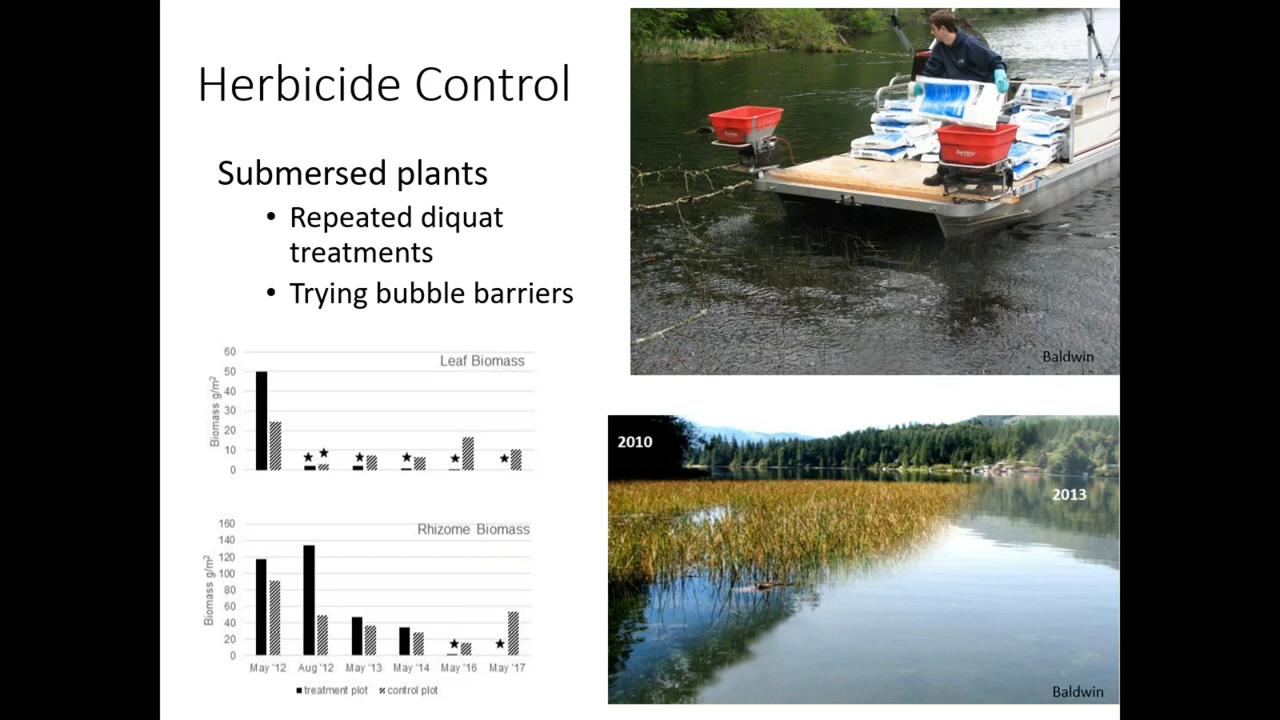 Herbicide Control
Submersed plants
• Repeated diquat
treatments
• Trying bubble barriers
Leaf Biomass
Biomass g/m²
60
50
40
30
20
10
0
Rhizome Biomass
Biomass g/m²
160
140
120
100
80
60
40
20
0
May '12 Aug '12 May '13 May '14 May '16 May '17
treatment plot control plot
Baldwin
2010
2013
Baldwin